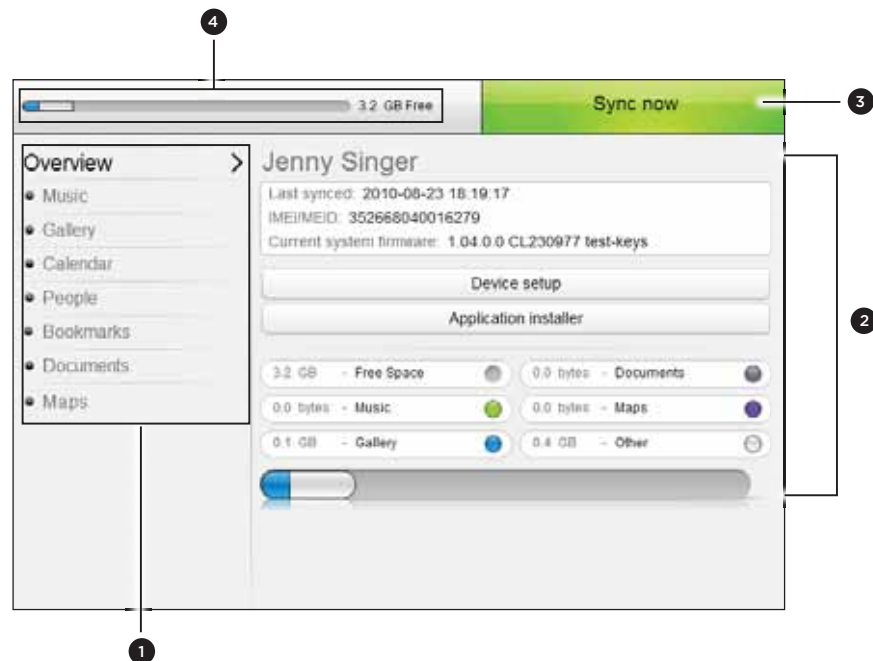 4
3.2 GB Free
Sync now
3
Overview
Music
Gallery
Calendar
People
Bookmarks
Documents
Maps
Jenny Singer
Last synced: 2010-08-23 18:19:17
IMEI/MEID: 352668040016279
Current system firmware: 1.04.0.0 CL230977 test-keys
Device setup
Application installer
2
3.2 GB - Free Space
0.0 bytes - Documents
0.0 bytes - Music
0.0 bytes - Maps
0.1 GB - Gallery
0.4 GB - Other
1